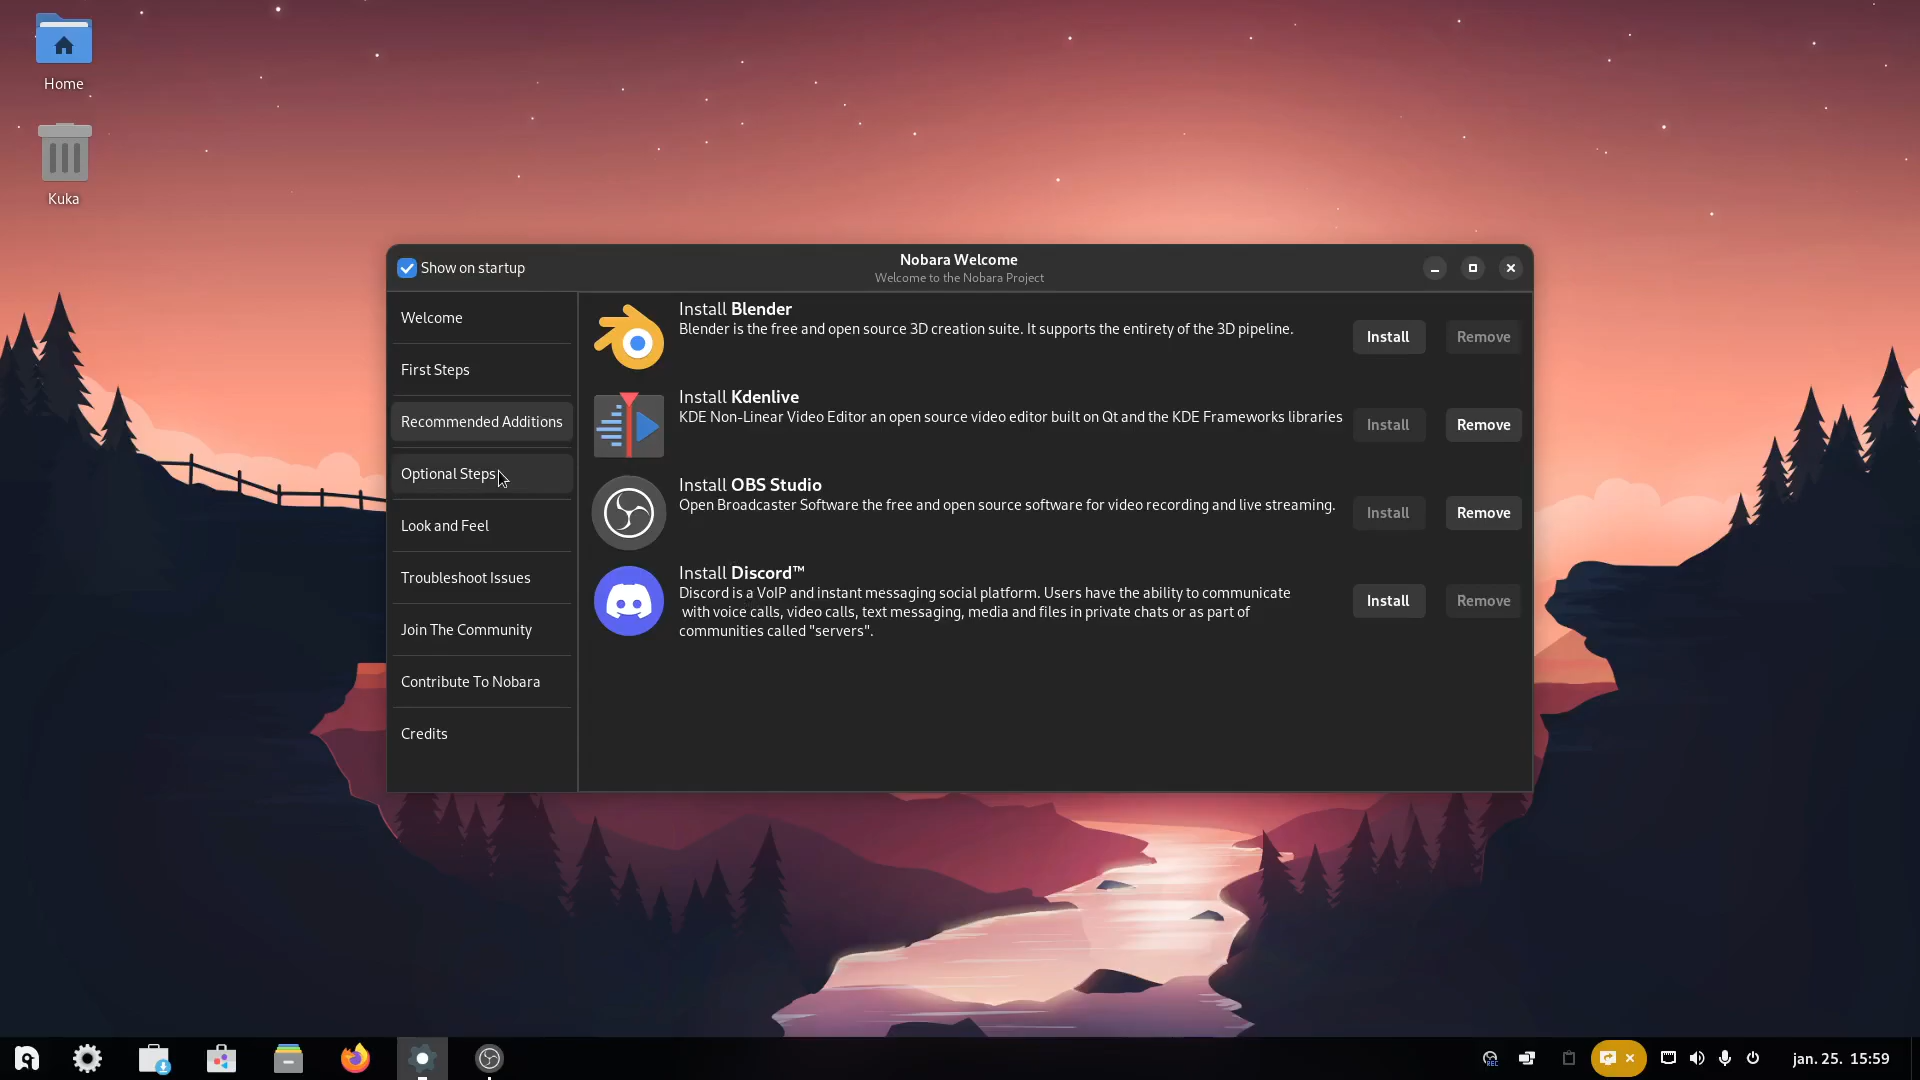 Home
Kuka
Show on startup
Nobara Welcome
Welcome to the Nobara Project
Welcome
First Steps
Recommended Additions
Optional Steps
Look and Feel
Troubleshoot Issues
Join The Community
Contribute To Nobara
Credits
Install Blender
Blender is the free and open source 3D creation suite. It supports the entirety of the 3D pipeline.
Install Remove
Install Kdenlive
KDE Non-Linear Video Editor an open source video editor built on Qt and the KDE Frameworks libraries
Install Remove
Install OBS Studio
Open Broadcaster Software the free and open source software for video recording and live streaming.
Install Remove
Install Discord™
Discord is a VoIP and instant messaging social platform. Users have the ability to communicate
with voice calls, video calls, text messaging, media and files in private chats or as part of
communities called "servers".
Install Remove
REC
jan. 25. 15:59